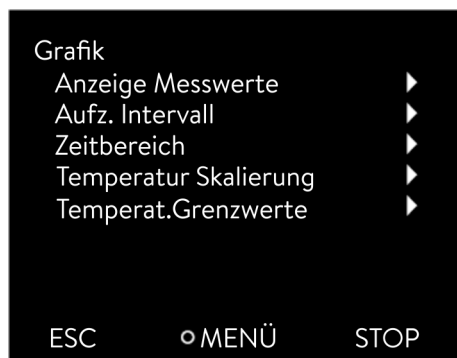 Grafik
Anzeige Messwerte
Aufz. Intervall
Zeitbereich
Temperatur Skalierung
Temperat.Grenzwerte
ESC MENÜ STOP